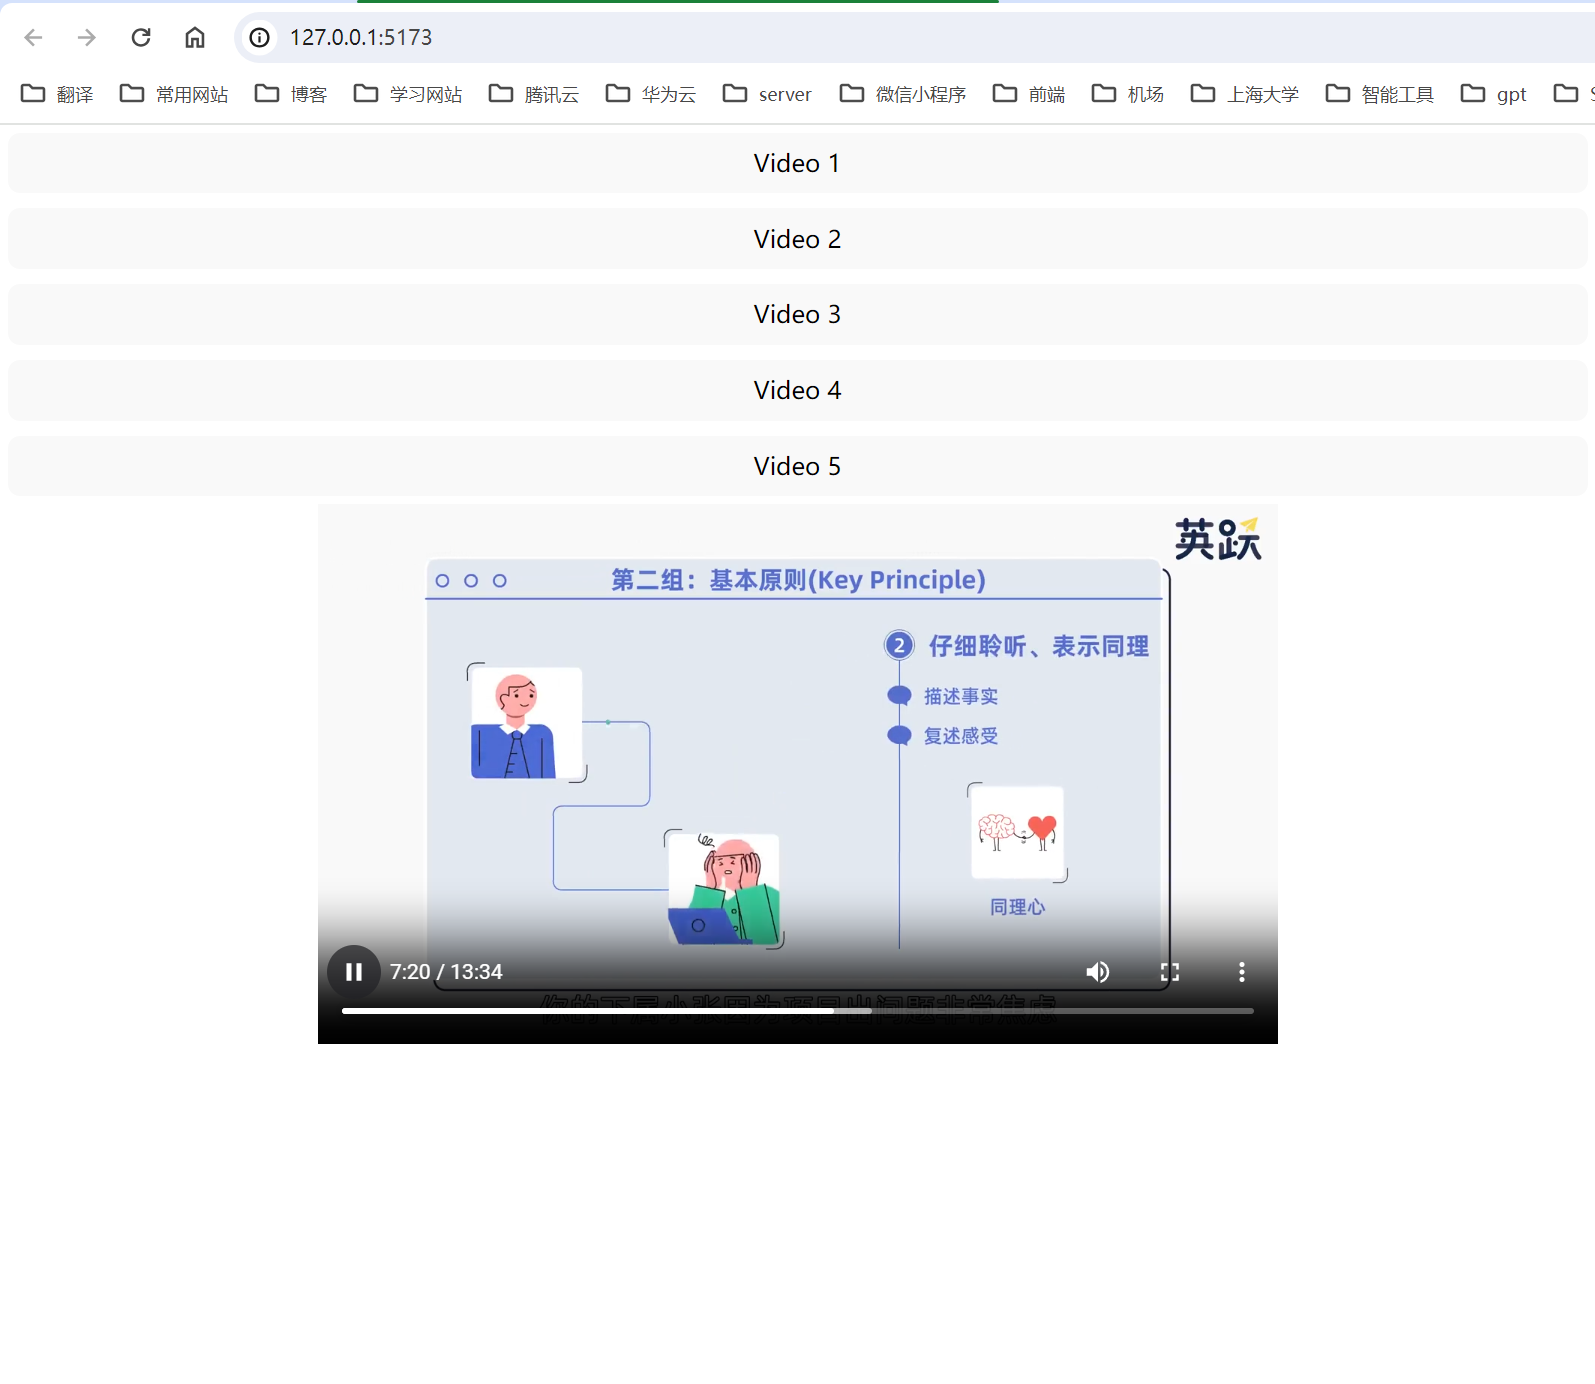 127.0.0.1:5173
翻译 常用网站 博客 学习网站 腾讯云 华为云 server 微信小程序 前端 机场 上海大学 智能工具 gpt
Video 1
Video 2
Video 3
Video 4
Video 5
英跃
第二组：基本原则(Key Principle)
2 仔细聆听、表示同理
描述事实
复述感受
同理心
7:20 / 13:34
你的下属小张因为项目出问题非常焦虑